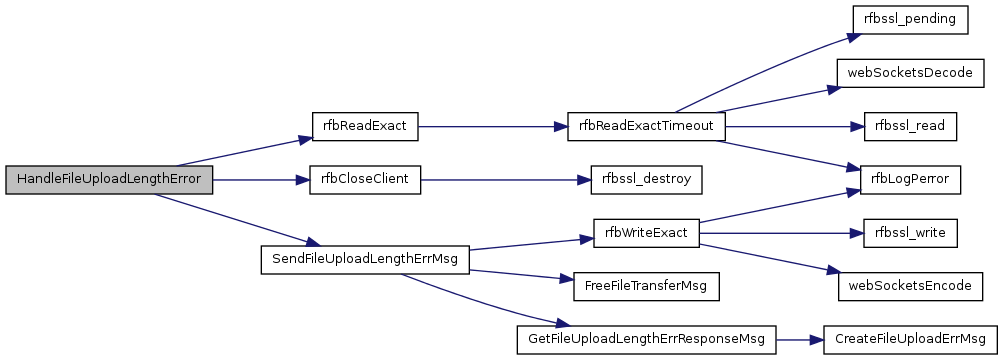 rfbssl_pending
webSocketsDecode
rfbReadExact
rfbReadExactTimeout
rfbssl_read
HandleFileUploadLengthError
rfbCloseClient
rfbssl_destroy
rfbLogPerror
rfbWriteExact
rfbssl_write
SendFileUploadLengthErrMsg
FreeFileTransferMsg
webSocketsEncode
GetFileUploadLengthErrResponseMsg
CreateFileUploadErrMsg